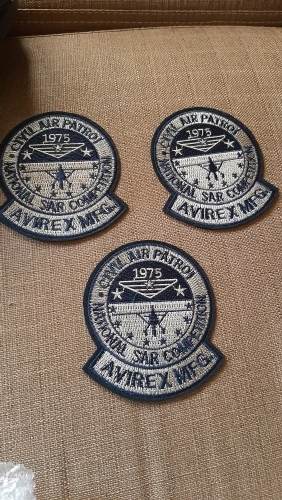 CIVIL AIR PATROL
1975
NATIONAL SAR COMPETITION
AVIREX MFG.
CIVIL AIR PATROL
1975
NATIONAL SAR COMPETITION
AVIREX MFG.
CIVIL AIR PATROL
1975
NATIONAL SAR COMPETITION
AVIREX MFG.